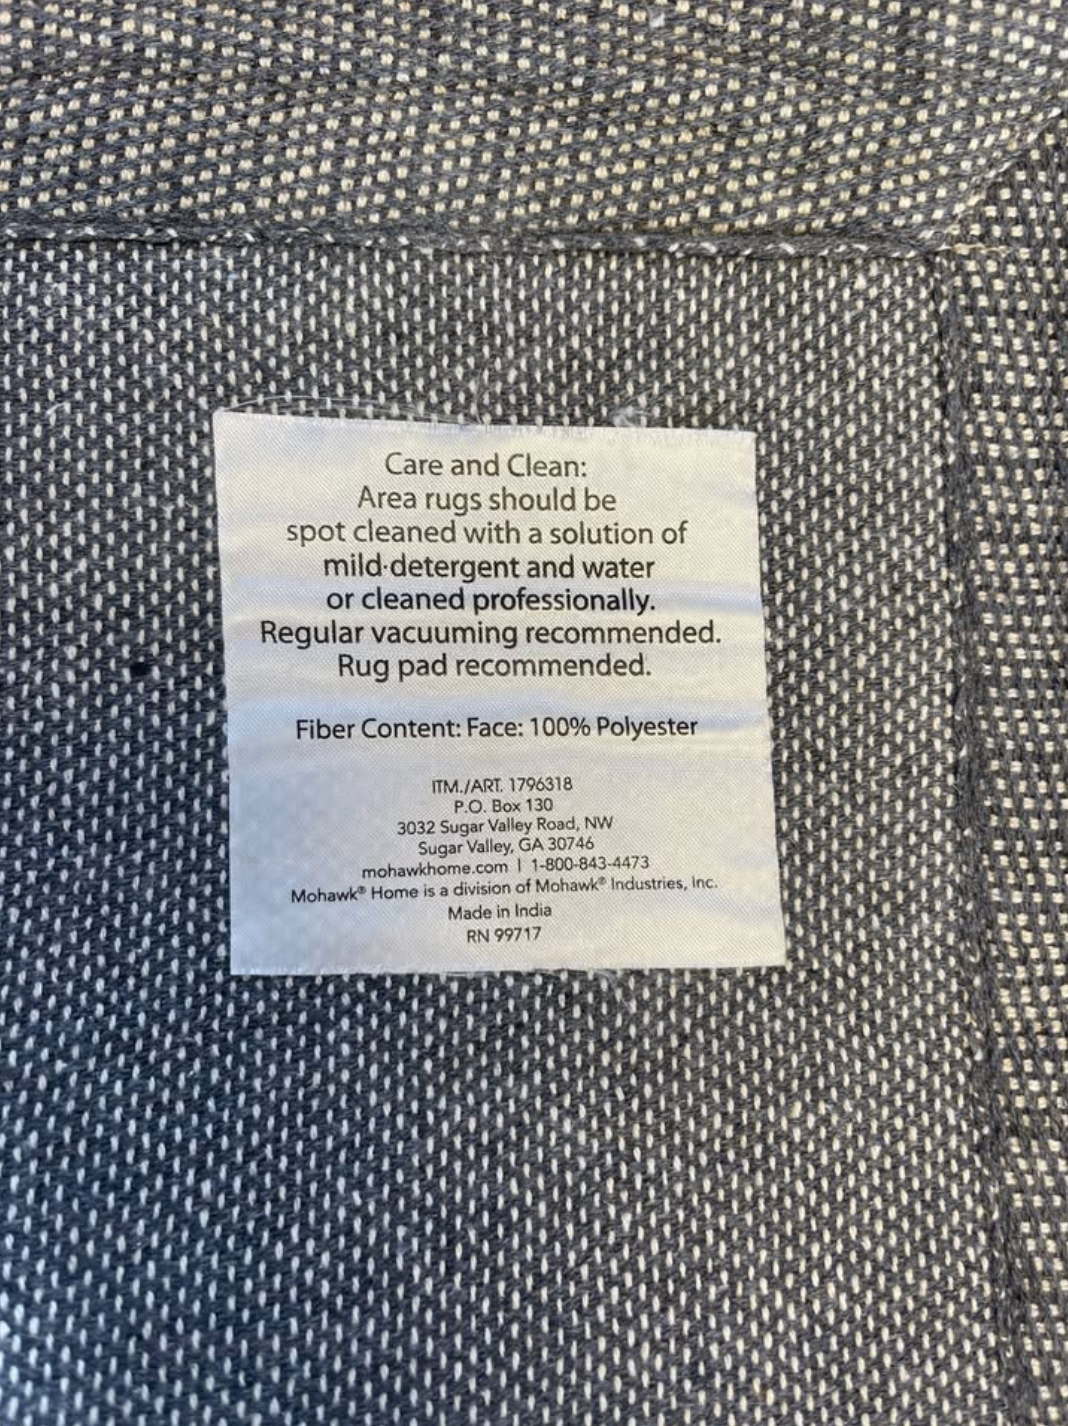 Care and Clean:
Area rugs should be
spot cleaned with a solution of
mild·detergent and water
or cleaned professionally.
Regular vacuuming recommended.
Rug pad recommended.
Fiber Content: Face: 100% Polyester
ITM./ART. 1796318
P.O. Box 130
3032 Sugar Valley Road, NW
Sugar Valley, GA 30746
mohawkhome.com | 1-800-843-4473
Mohawk® Home is a division of Mohawk® Industries, Inc.
Made in India
RN 99717